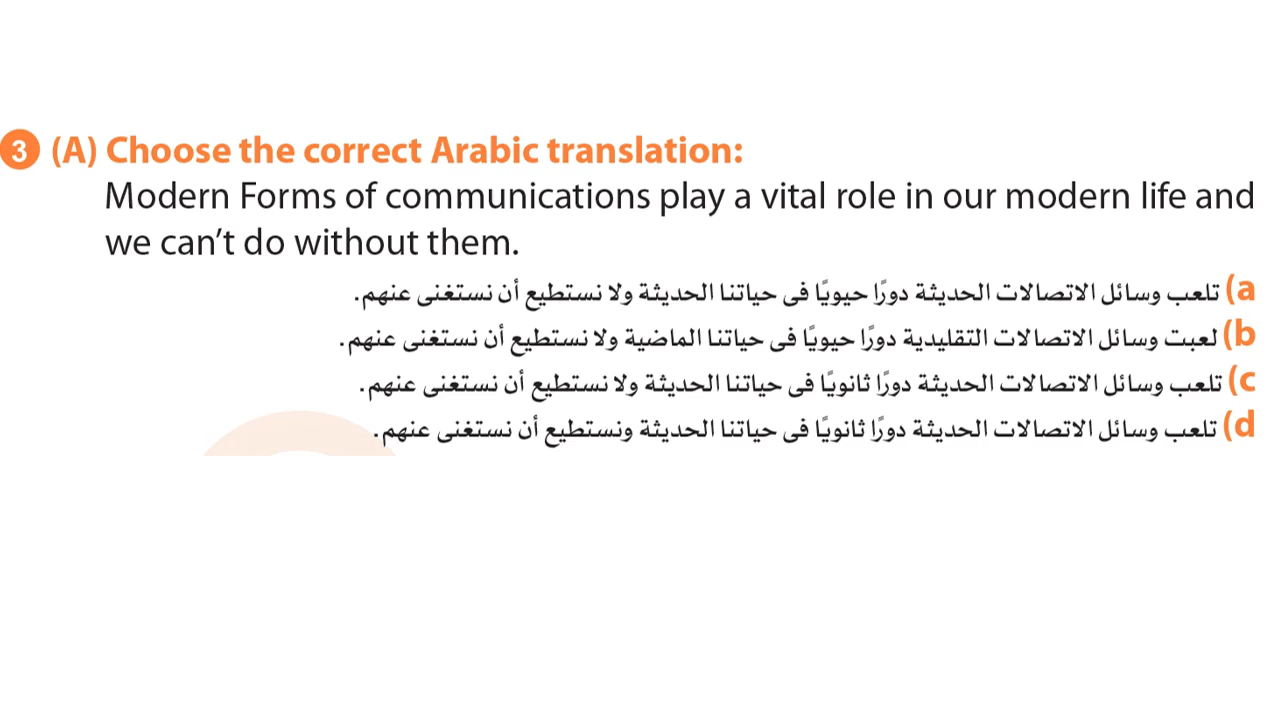 3 (A) Choose the correct Arabic translation:
Modern Forms of communications play a vital role in our modern life and
we can't do without them.
a) تلعب وسائل الاتصالات الحديثة دورًا حيويًا فى حياتنا الحديثة ولا نستطيع أن نستغنى عنهم.
b) لعبت وسائل الاتصالات التقليدية دورًا حيويًا فى حياتنا الماضية ولا نستطيع أن نستغنى عنهم.
c) تلعب وسائل الاتصالات الحديثة دورًا ثانويًا فى حياتنا الحديثة ولا نستطيع أن نستغنى عنهم.
d) تلعب وسائل الاتصالات الحديثة دورًا ثانويًا فى حياتنا الحديثة ونستطيع أن نستغنى عنهم.